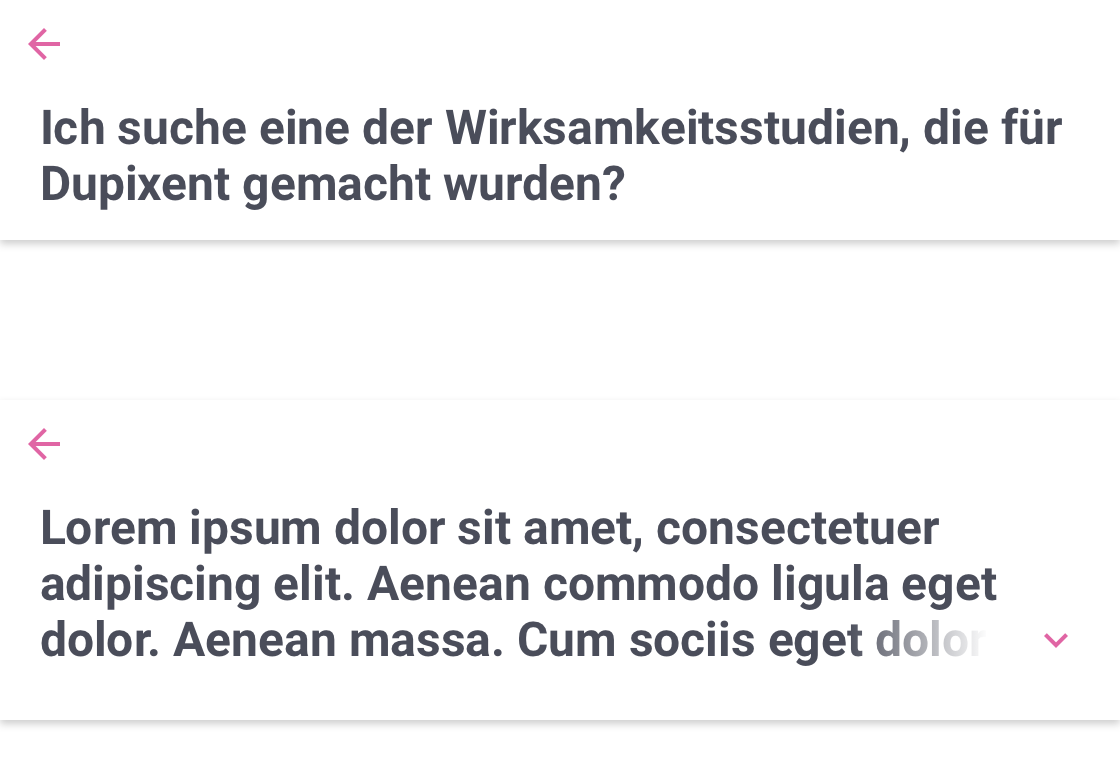 Ich suche eine der Wirksamkeitsstudien, die für
Dupixent gemacht wurden?
Lorem ipsum dolor sit amet, consectetuer
adipiscing elit. Aenean commodo ligula eget
dolor. Aenean massa. Cum sociis eget dolor